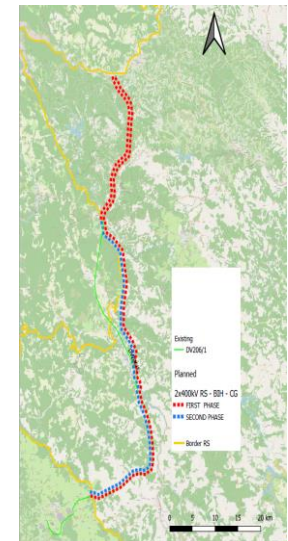 Existing
DV206/1
Planned
2x400kV RS - BIH - CG
FIRST PHASE
SECOND PHASE
Border RS
0 5 10 15 20 km